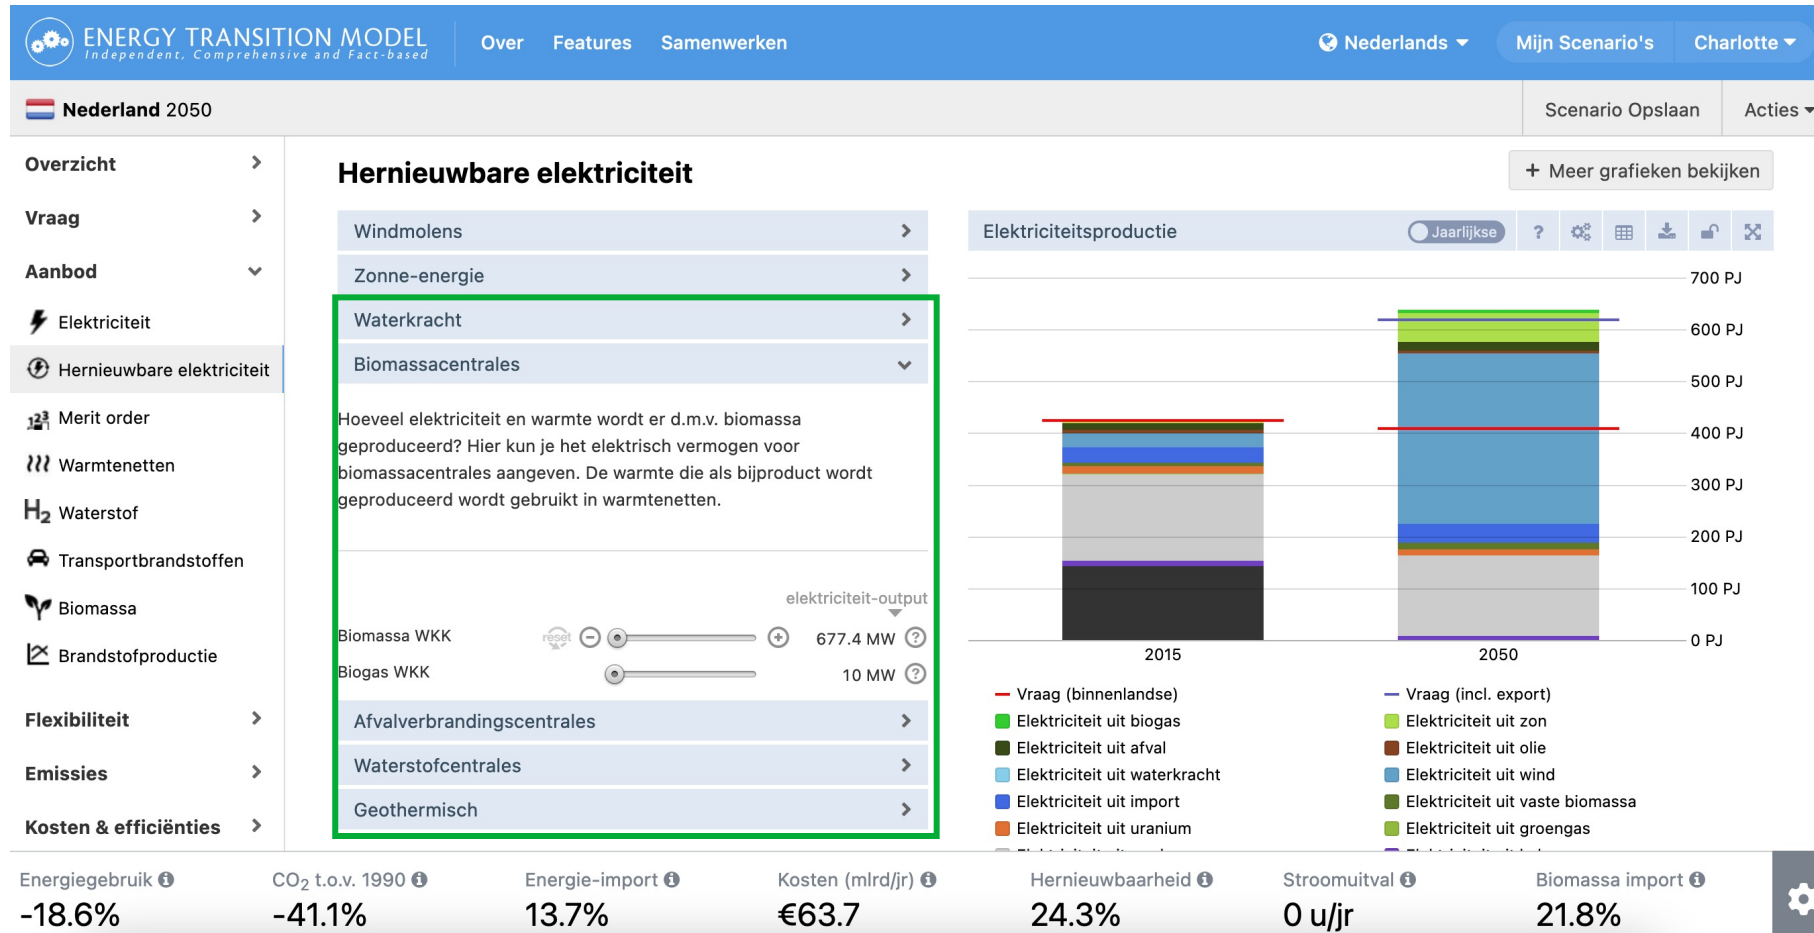 ENERGY TRANSITION MODEL
Independent, Comprehensive and Fact-based
Over
Features
Samenwerken
Nederlands
Mijn Scenario's
Charlotte
Nederland 2050
Scenario Opslaan
Acties
Overzicht
Vraag
Aanbod
Elektriciteit
Hernieuwbare elektriciteit
Merit order
Warmtenetten
H2 Waterstof
Transportbrandstoffen
Biomassa
Brandstofproductie
Flexibiliteit
Emissies
Kosten & efficiënties
Hernieuwbare elektriciteit
Windmolens
Zonne-energie
Waterkracht
Biomassacentrales
Hoeveel elektriciteit en warmte wordt er d.m.v. biomassa
geproduceerd? Hier kun je het elektrisch vermogen voor
biomassacentrales aangeven. De warmte die als bijproduct wordt
geproduceerd wordt gebruikt in warmtenetten.
elektriciteit-output
Biomassa WKK
reset
677.4 MW ?
Biogas WKK
10 MW ?
Afvalverbrandingscentrales
Waterstofcentrales
Geothermisch
+ Meer grafieken bekijken
Elektriciteitsproductie
Jaarlijkse
?
700 PJ
600 PJ
500 PJ
400 PJ
300 PJ
200 PJ
100 PJ
0 PJ
2015
2050
Vraag (binnenlandse)
Vraag (incl. export)
Elektriciteit uit biogas
Elektriciteit uit zon
Elektriciteit uit afval
Elektriciteit uit olie
Elektriciteit uit waterkracht
Elektriciteit uit wind
Elektriciteit uit import
Elektriciteit uit vaste biomassa
Elektriciteit uit uranium
Elektriciteit uit groengas
Energiegebruik
-18.6%
CO2 t.o.v. 1990
-41.1%
Energie-import
13.7%
Kosten (mlrd/jr)
€63.7
Hernieuwbaarheid
24.3%
Stroomuitval
0 u/jr
Biomassa import
21.8%